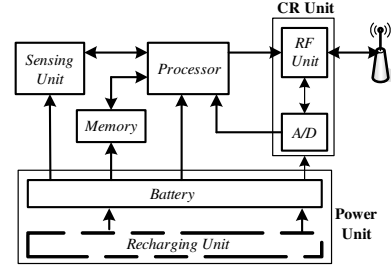 CR Unit
Sensing
Unit
Processor
RF
Unit
Memory
A/D
Battery
Power
Unit
Recharging Unit